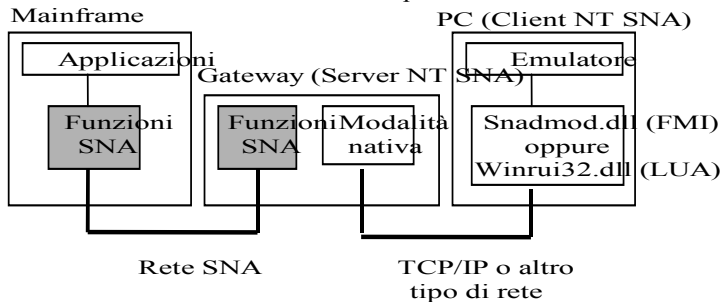 Mainframe
PC (Client NT SNA)
Applicazioni
Emulatore
Gateway (Server NT SNA)
Funzioni
SNA
Funzioni
SNA
Modalità
nativa
Snadmod.dll (FMI)
oppure
Winrui32.dll (LUA)
Rete SNA
TCP/IP o altro
tipo di rete